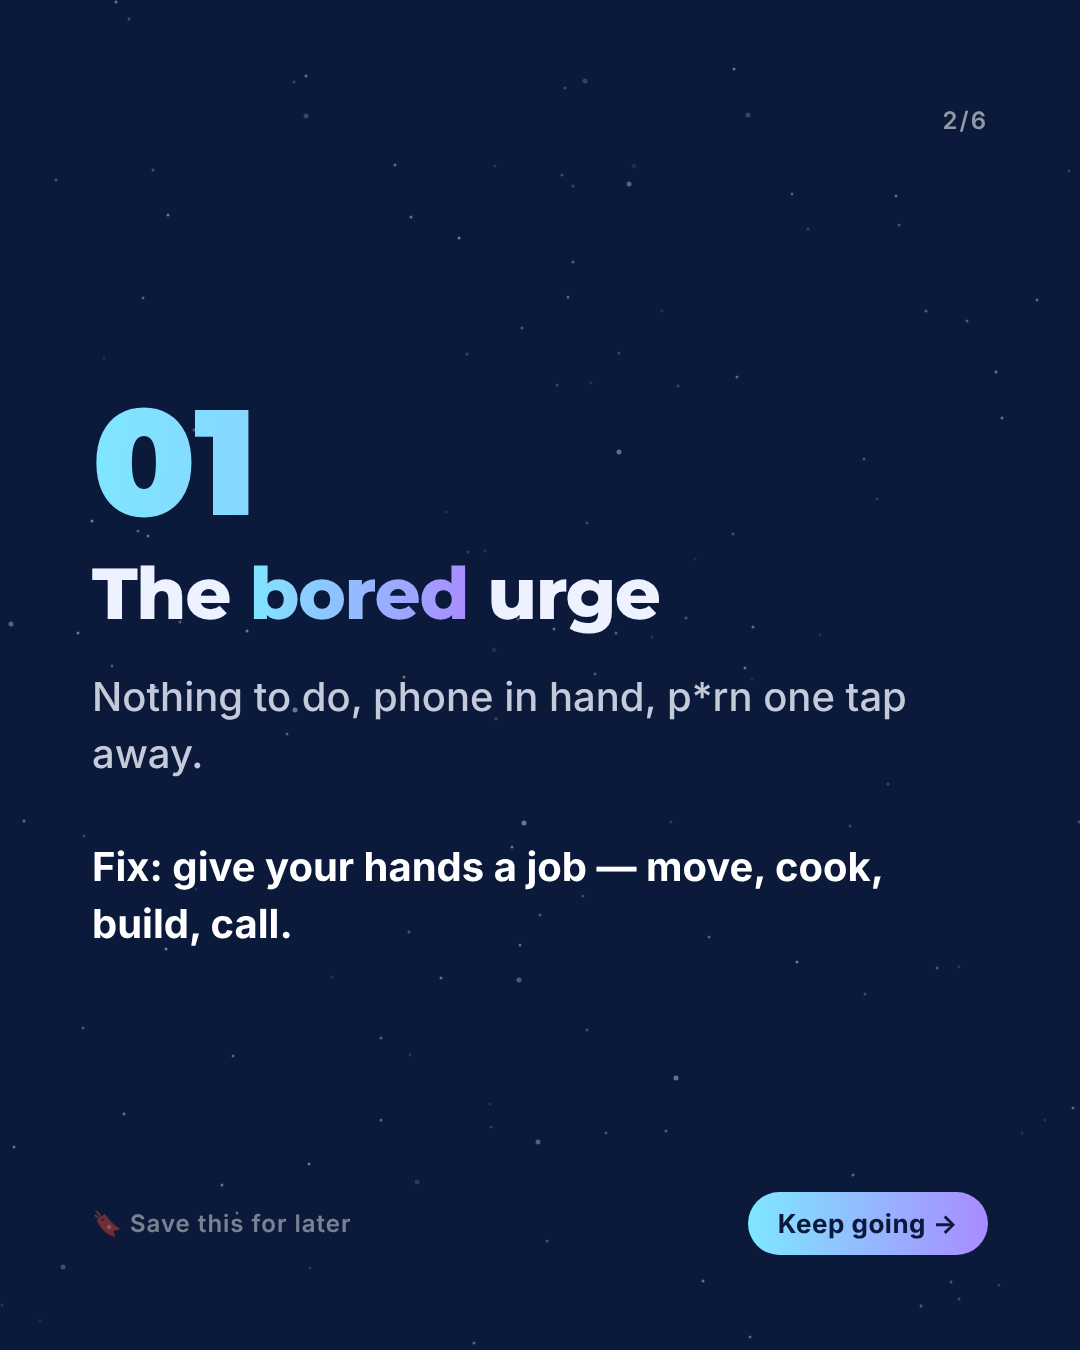 2/6
01
The bored urge
Nothing to do, phone in hand, p*rn one tap
away.
Fix: give your hands a job — move, cook,
build, call.
🔖 Save this for later
Keep going →